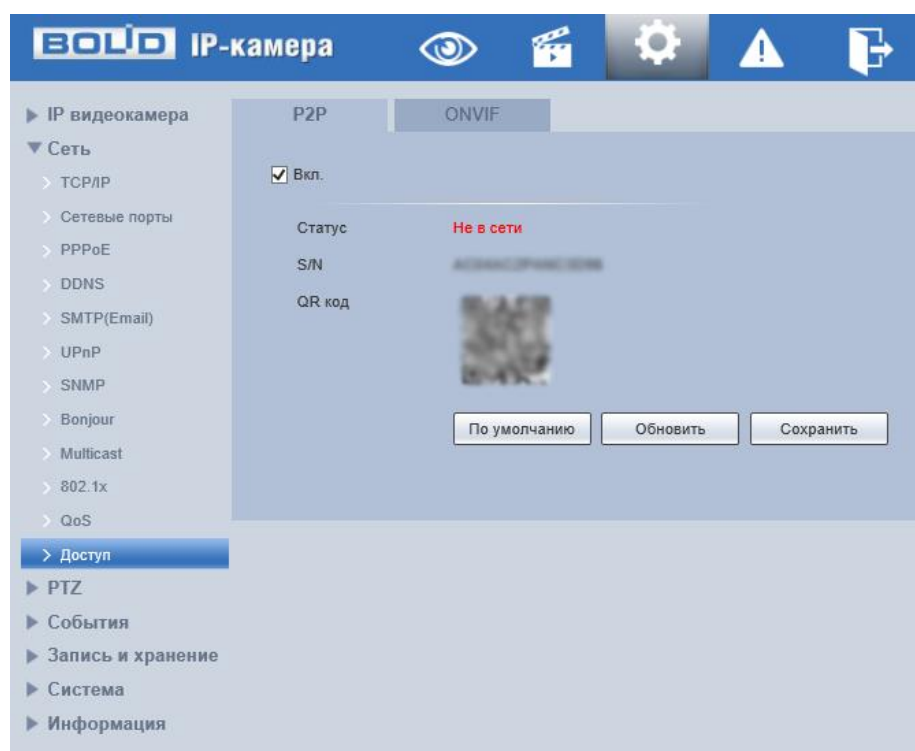 BOLID IP-камера
IP видеокамера
P2P
ONVIF
Сеть
TCP/IP
Вкл.
Сетевые порты
Статус
Не в сети
PPPoE
S/N
DDNS
QR код
SMTP(Email)
UPnP
SNMP
Bonjour
По умолчанию
Обновить
Сохранить
Multicast
802.1x
QoS
Доступ
PTZ
События
Запись и хранение
Система
Информация